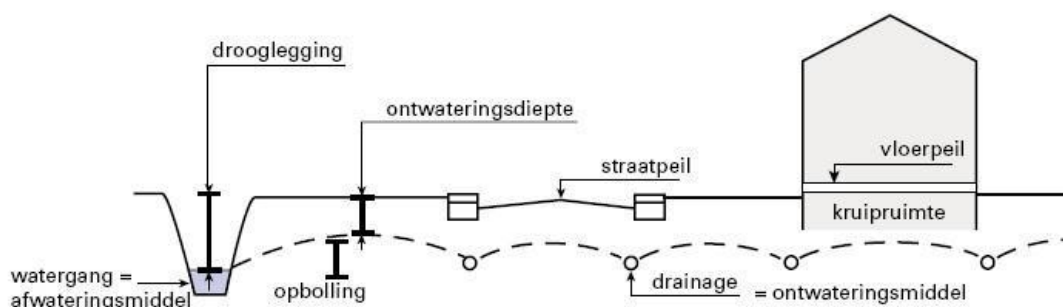 drooglegging
ontwateringsdiepte
straatpeil
vloerpeil
kruipruimte
watergang =
afwateringsmiddel
opbolling
drainage = ontwateringsmiddel